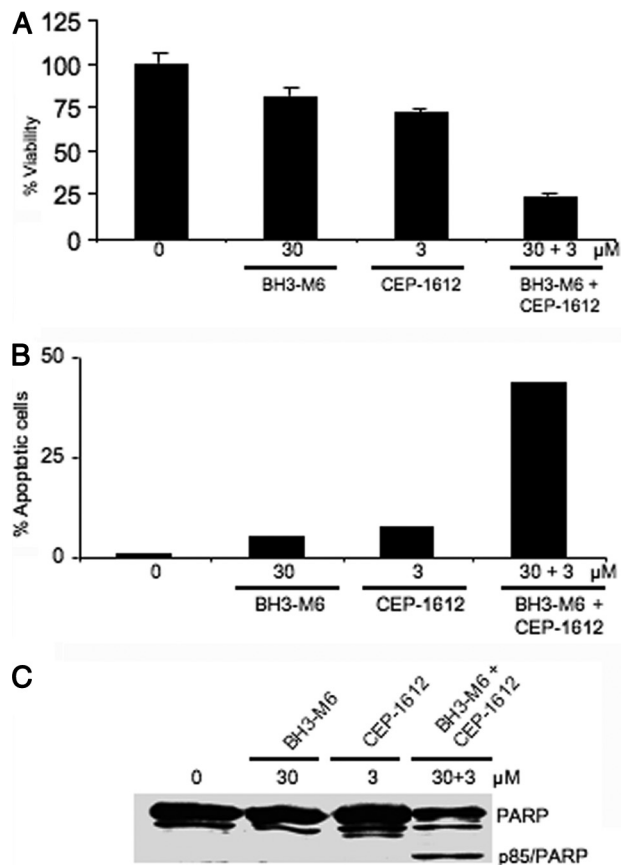 A
% Viability
125
100
75
50
25
0
0 30 3 30 + 3 µM
BH3-M6 CEP-1612 BH3-M6 +
CEP-1612
B
% Apoptotic cells
50
25
0
0 30 3 30 + 3 µM
BH3-M6 CEP-1612 BH3-M6 +
CEP-1612
C
BH3-M6 CEP-1612 BH3-M6 +
CEP-1612
0 30 3 30+3 µM
PARP
p85/PARP